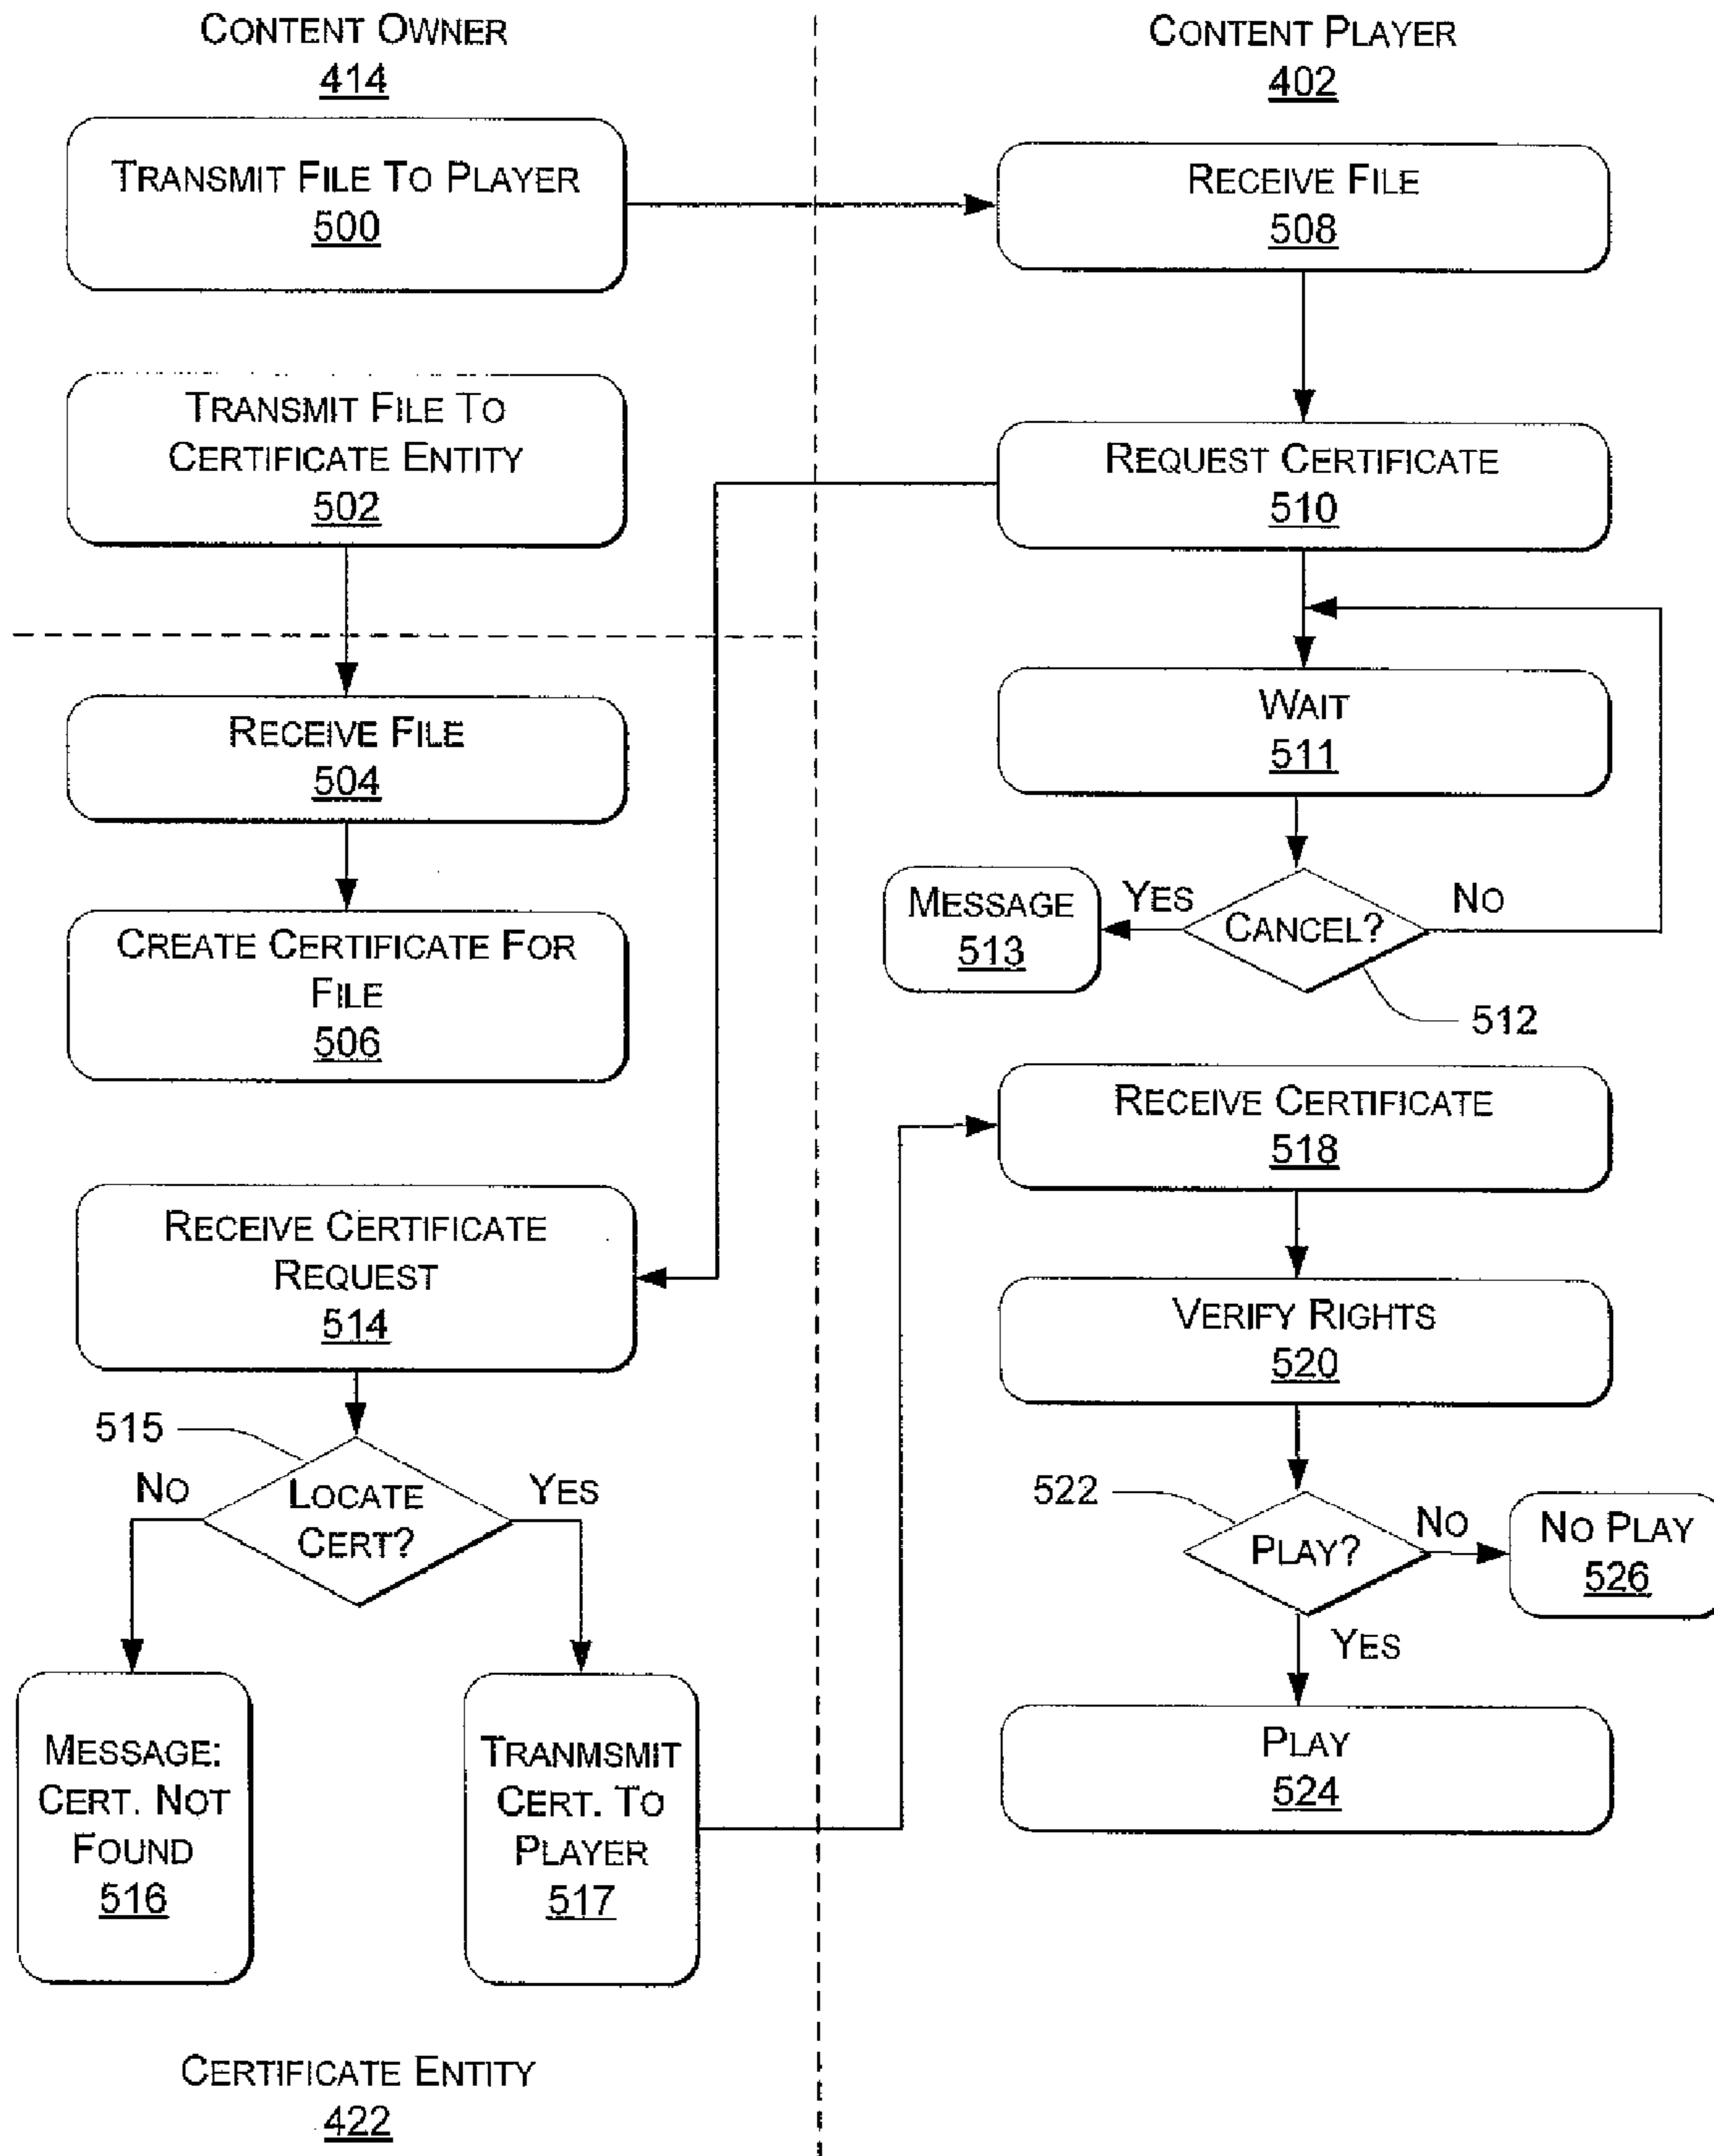 CONTENT OWNER
414
TRANSMIT FILE TO PLAYER
500
TRANSMIT FILE TO
CERTIFICATE ENTITY
502
RECEIVE FILE
504
CREATE CERTIFICATE FOR
FILE
506
RECEIVE CERTIFICATE
REQUEST
514
515
NO
LOCATE
CERT?
YES
MESSAGE:
CERT. NOT
FOUND
516
TRANMSMIT
CERT. TO
PLAYER
517
CERTIFICATE ENTITY
422
CONTENT PLAYER
402
RECEIVE FILE
508
REQUEST CERTIFICATE
510
WAIT
511
MESSAGE
513
YES
CANCEL?
NO
512
RECEIVE CERTIFICATE
518
VERIFY RIGHTS
520
522
PLAY?
NO
NO PLAY
526
YES
PLAY
524